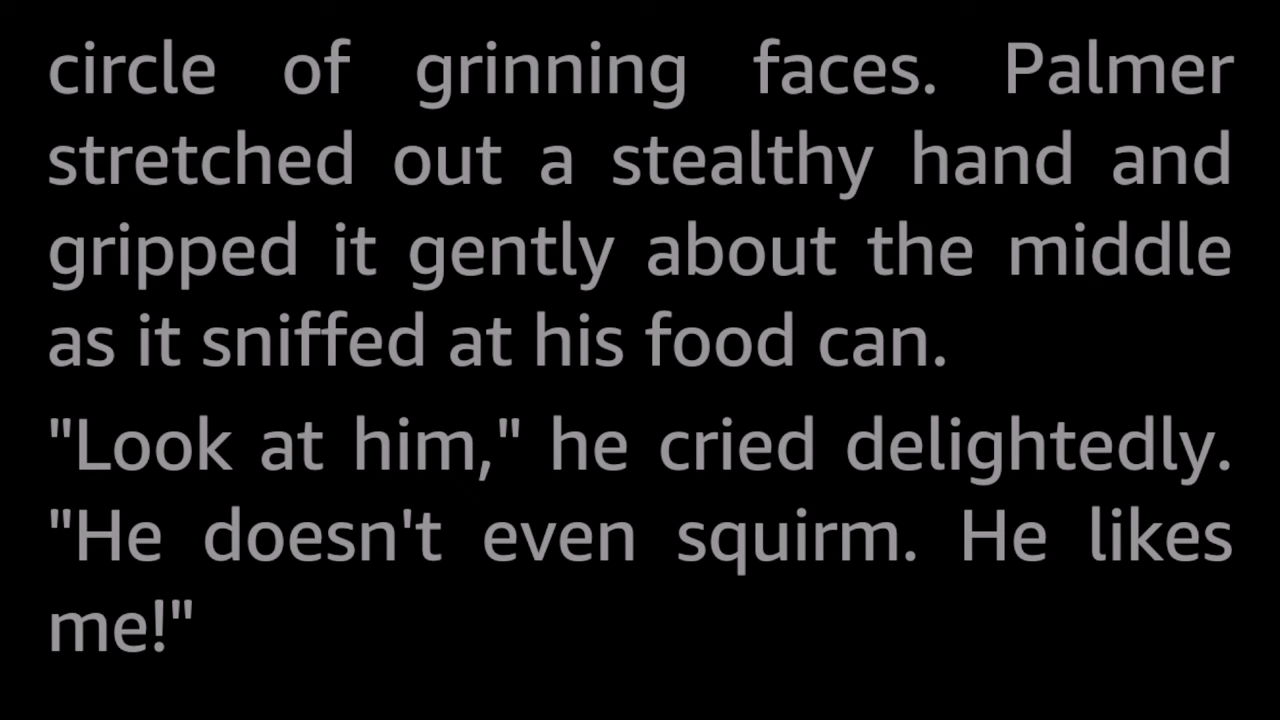 circle of grinning faces. Palmer
stretched out a stealthy hand and
gripped it gently about the middle
as it sniffed at his food can.
"Look at him," he cried delightedly.
"He doesn't even squirm. He likes
me!"